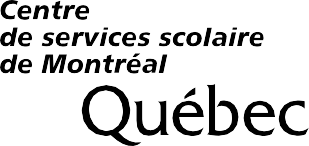 Centre
de services scolaire
de Montréal
Québec